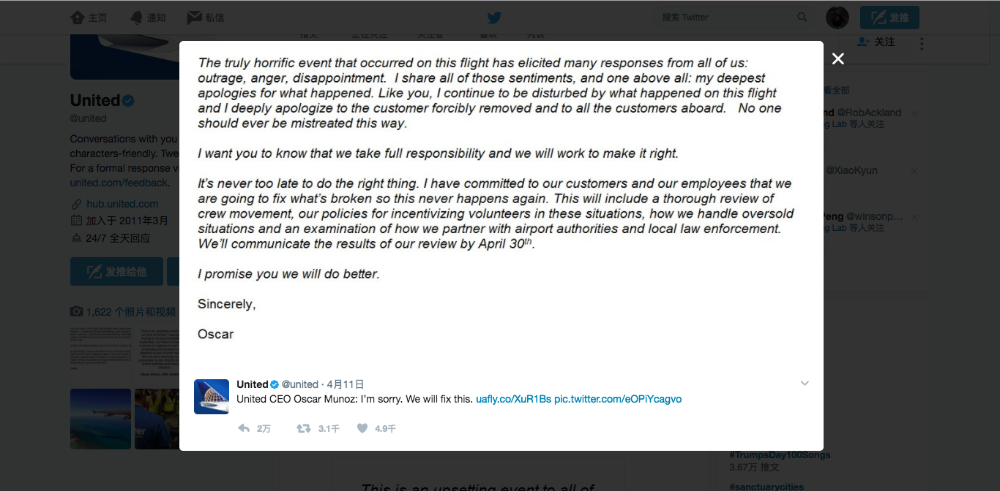 主页
通知
私信
搜索 Twitter
发推
关注
United
@united
Conversations with you
characters-friendly. Twe
For a formal response v
united.com/feedback.
hub.united.com
加入于 2011年3月
24/7 全天回应
发推给他
1,622 个照片和视频
The truly horrific event that occurred on this flight has elicited many responses from all of us:
outrage, anger, disappointment. I share all of those sentiments, and one above all: my deepest
apologies for what happened. Like you, I continue to be disturbed by what happened on this flight
and I deeply apologize to the customer forcibly removed and to all the customers aboard. No one
should ever be mistreated this way.
I want you to know that we take full responsibility and we will work to make it right.
It's never too late to do the right thing. I have committed to our customers and our employees that we
are going to fix what's broken so this never happens again. This will include a thorough review of
crew movement, our policies for incentivizing volunteers in these situations, how we handle oversold
situations and an examination of how we partner with airport authorities and local law enforcement.
We'll communicate the results of our review by April 30th.
I promise you we will do better.
Sincerely,
Oscar
United @united · 4月11日
United CEO Oscar Munoz: I'm sorry. We will fix this. uafly.co/XuR1Bs pic.twitter.com/eOPiYcagvo
2万 3.1千 4.9千
全部
nd @RobAckland
Lab 等人关注
@XiaoKyun
Peng @winsonp...
Lab 等人关注
#TrumpsDay100Songs
3.67万 推文
#sanctuarycities
This is an upsetting event to all of